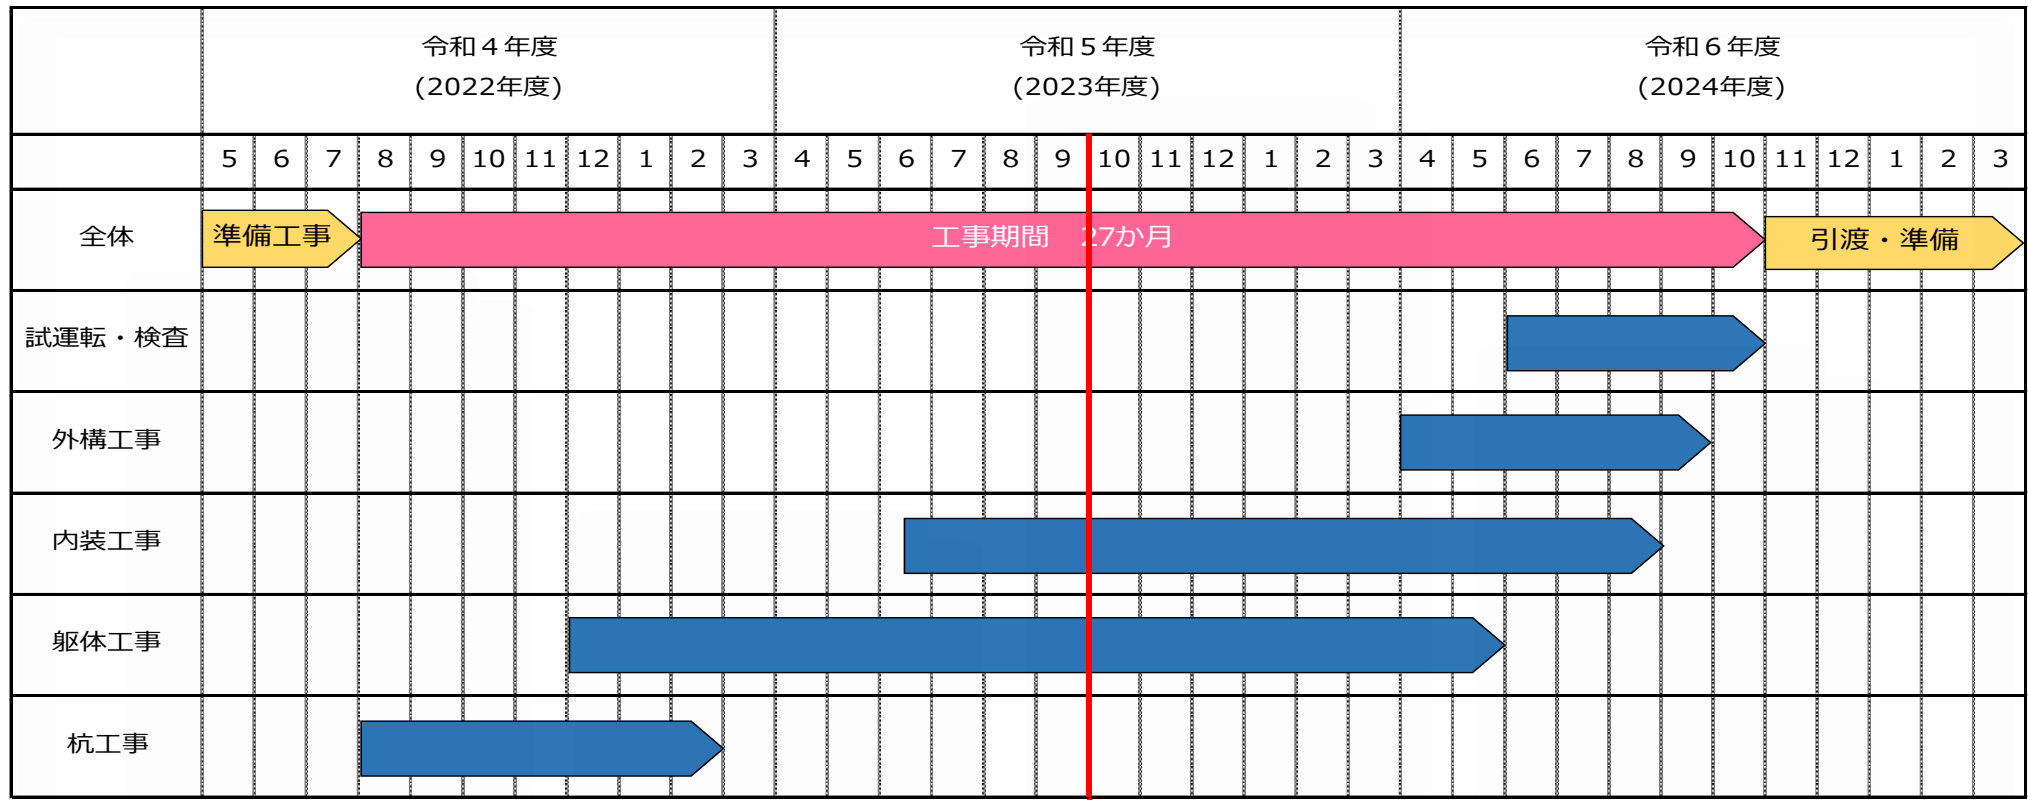 令和４年度
(2022年度)
令和５年度
(2023年度)
令和６年度
(2024年度)
5 6 7 8 9 10 11 12 1 2 3 4 5 6 7 8 9 10 11 12 1 2 3 4 5 6 7 8 9 10 11 12 1 2 3
全体 準備工事 工事期間　27か月 引渡・準備
試運転・検査
外構工事
内装工事
躯体工事
杭工事